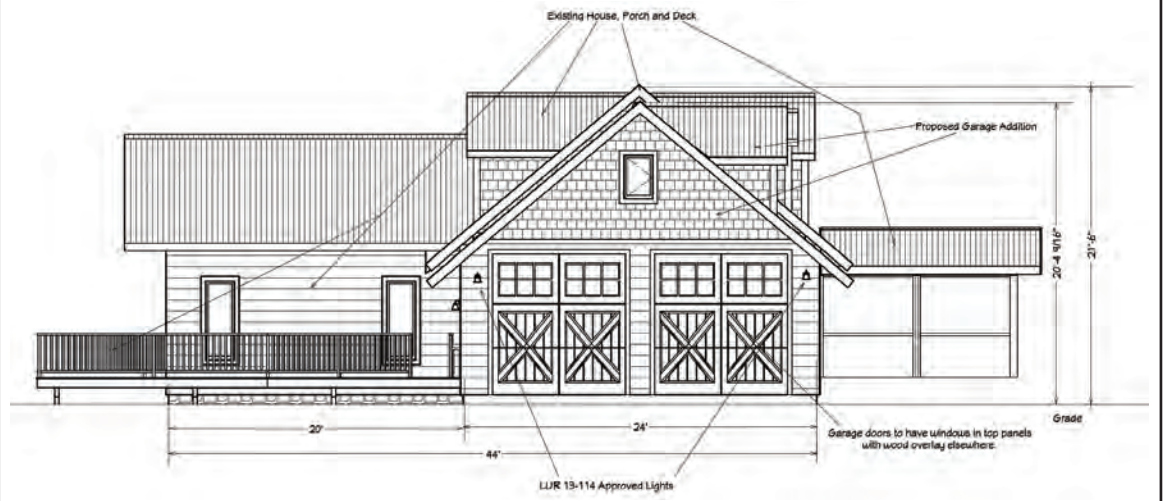 Existing House, Porch and Deck
Proposed Garage Addition
20'-4 9/16"
21'-6"
Grade
20'
24'
Garage doors to have windows in top panels
with wood overlay elsewhere.
44'
LUR 13-114 Approved Lights